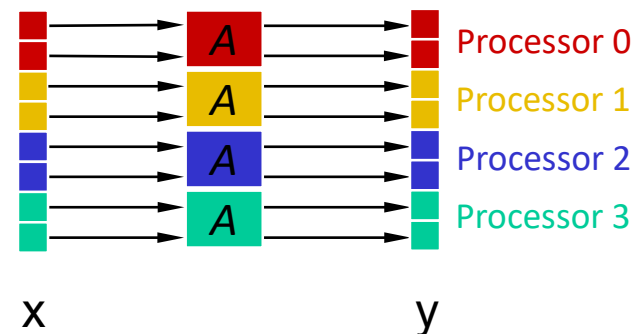 A
Processor 0
A
Processor 1
A
Processor 2
A
Processor 3
x
y